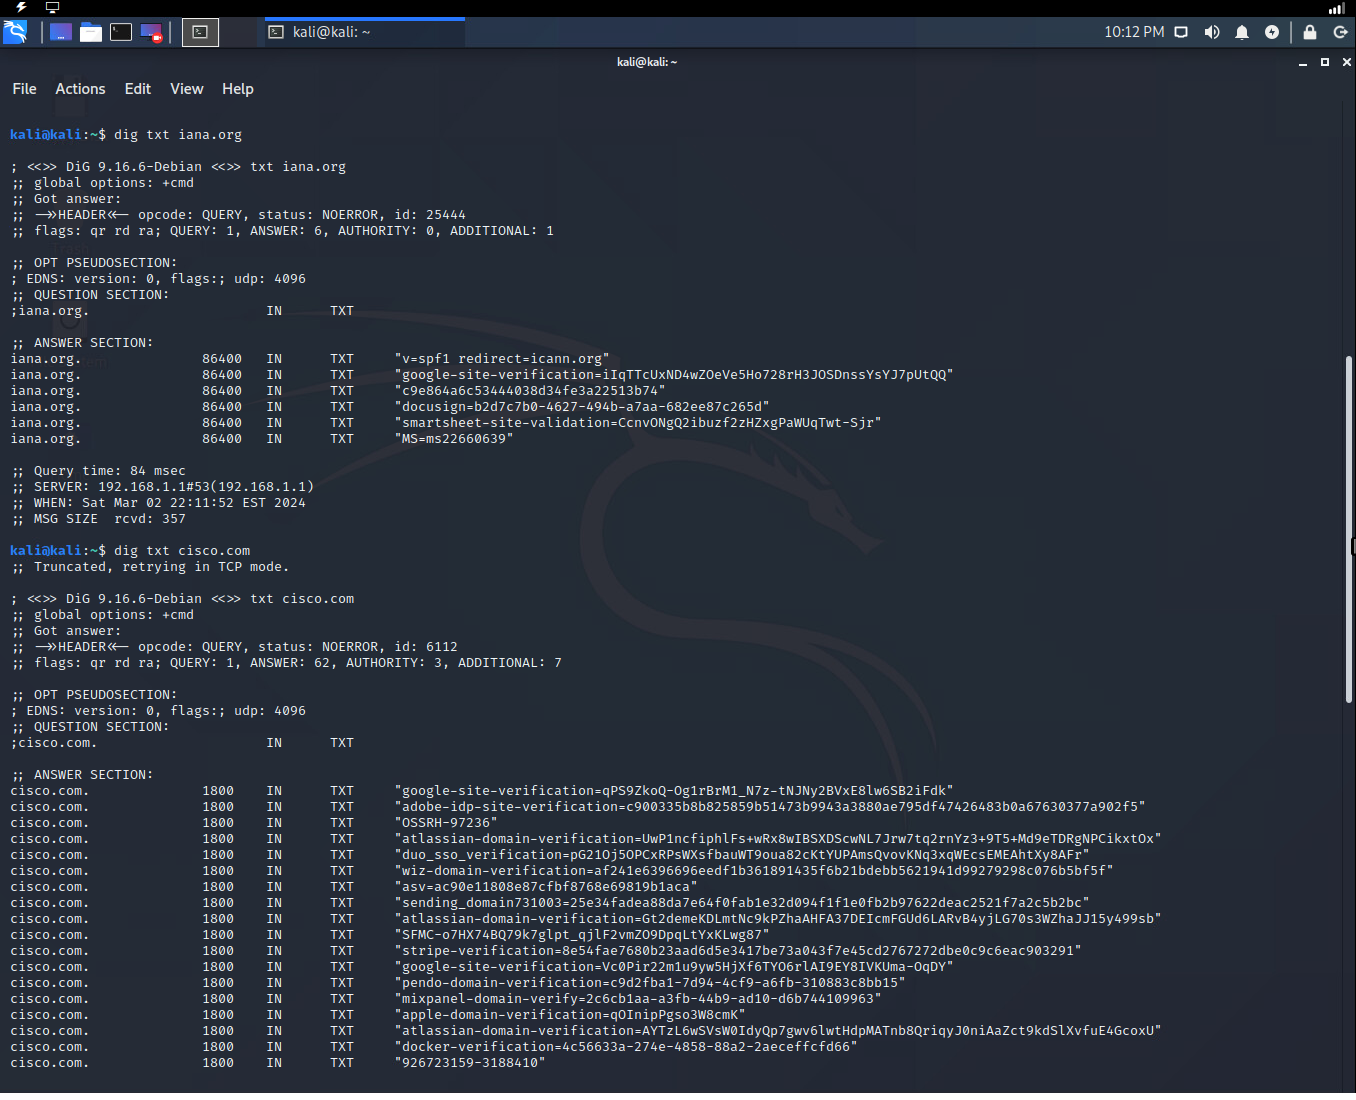 kali@kali: ~
10:12 PM
kali@kali: ~
File Actions Edit View Help
kali@kali:~$ dig txt iana.org
; <<>> DiG 9.16.6-Debian <<>> txt iana.org
;; global options: +cmd
;; Got answer:
;; ->>HEADER<<- opcode: QUERY, status: NOERROR, id: 25444
;; flags: qr rd ra; QUERY: 1, ANSWER: 6, AUTHORITY: 0, ADDITIONAL: 1
;; OPT PSEUDOSECTION:
; EDNS: version: 0, flags:; udp: 4096
;; QUESTION SECTION:
;iana.org. IN TXT
;; ANSWER SECTION:
iana.org. 86400 IN TXT "v=spf1 redirect=icann.org"
iana.org. 86400 IN TXT "google-site-verification=iIqTTcUxND4wZOeVe5Ho728rH3JOSDnssYsYJ7pUtQQ"
iana.org. 86400 IN TXT "c9e864a6c53444038d34fe3a22513b74"
iana.org. 86400 IN TXT "docusign=b2d7c7b0-4627-494b-a7aa-682ee87c265d"
iana.org. 86400 IN TXT "smartsheet-site-validation=CcnvONgQ2ibuzf2zHZxgPaWUqTwt-Sjr"
iana.org. 86400 IN TXT "MS=ms22660639"
;; Query time: 84 msec
;; SERVER: 192.168.1.1#53(192.168.1.1)
;; WHEN: Sat Mar 02 22:11:52 EST 2024
;; MSG SIZE rcvd: 357
kali@kali:~$ dig txt cisco.com
;; Truncated, retrying in TCP mode.
; <<>> DiG 9.16.6-Debian <<>> txt cisco.com
;; global options: +cmd
;; Got answer:
;; ->>HEADER<<- opcode: QUERY, status: NOERROR, id: 6112
;; flags: qr rd ra; QUERY: 1, ANSWER: 62, AUTHORITY: 3, ADDITIONAL: 7
;; OPT PSEUDOSECTION:
; EDNS: version: 0, flags:; udp: 4096
;; QUESTION SECTION:
;cisco.com. IN TXT
;; ANSWER SECTION:
cisco.com. 1800 IN TXT "google-site-verification=qPS9ZkoQ-Og1rBrM1_N7z-tNJNy2BVxE8lw6SB2iFdk"
cisco.com. 1800 IN TXT "adobe-idp-site-verification=c900335b8b825859b51473b9943a3880ae795df47426483b0a67630377a902f5"
cisco.com. 1800 IN TXT "OSSRH-97236"
cisco.com. 1800 IN TXT "atlassian-domain-verification=UwP1ncfiphlFs+wRx8wIBSXDScwNL7Jrw7tq2rnYz3+9T5+Md9eTDRgNPCikxtOx"
cisco.com. 1800 IN TXT "duo_sso_verification=pG21Oj5OPCxRPsWXsfbauWT9oua82cKtYUPAmsQvovKNq3xqWEcsEMEAhtXy8AFr"
cisco.com. 1800 IN TXT "wiz-domain-verification=af241e6396696eedf1b361891435f6b21bdebb5621941d99279298c076b5bf5f"
cisco.com. 1800 IN TXT "asv=ac90e11808e87cfbf8768e69819b1aca"
cisco.com. 1800 IN TXT "sending_domain731003=25e34fadea88da7e64f0fab1e32d094f1f1e0fb2b97622deac2521f7a2c5b2bc"
cisco.com. 1800 IN TXT "atlassian-domain-verification=Gt2demeKDLmtNc9kPZhaAHFA37DEIcmFGUd6LARvB4yjLG70s3WZhaJJ15y499sb"
cisco.com. 1800 IN TXT "SFMC-o7HX74BQ79k7glpt_qjlF2vmZO9DpqLtYxKLwg87"
cisco.com. 1800 IN TXT "stripe-verification=8e54fae7680b23aad6d5e3417be73a043f7e45cd2767272dbe0c9c6eac903291"
cisco.com. 1800 IN TXT "google-site-verification=Vc0Pir22m1u9yw5HjXf6TYO6rlAI9EY8IVKUma-OqDY"
cisco.com. 1800 IN TXT "pendo-domain-verification=c9d2fba1-7d94-4cf9-a6fb-310883c8bb15"
cisco.com. 1800 IN TXT "mixpanel-domain-verify=2c6cb1aa-a3fb-44b9-ad10-d6b744109963"
cisco.com. 1800 IN TXT "apple-domain-verification=qOInipPgso3W8cmK"
cisco.com. 1800 IN TXT "atlassian-domain-verification=AYTzL6wSVsW0IdyQp7gwv6lwtHdpMATnb8QriqyJ0niAaZct9kdSlXvfuE4GcoxU"
cisco.com. 1800 IN TXT "docker-verification=4c56633a-274e-4858-88a2-2aeceffcfd66"
cisco.com. 1800 IN TXT "926723159-3188410"